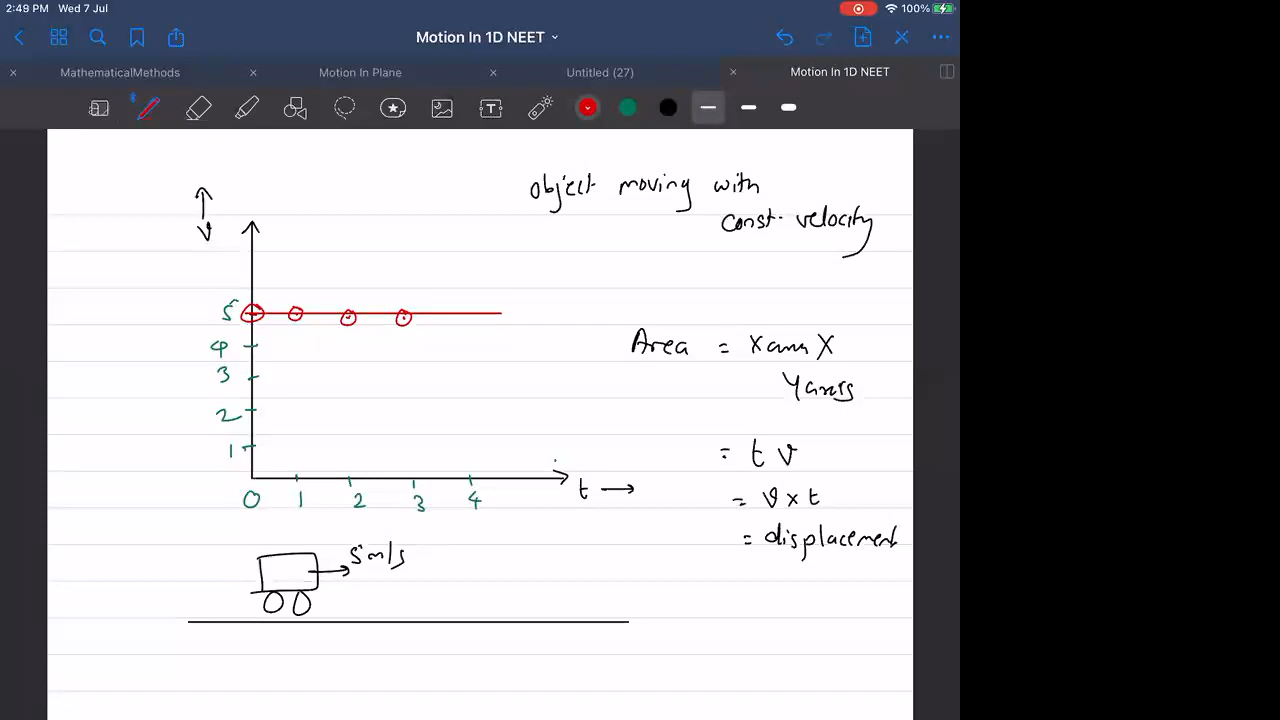 2:49 PM Wed 7 Jul
100%
Motion In 1D NEET
MathematicalMethods
Motion In Plane
Untitled (27)
Motion In 1D NEET
object moving with
const. velocity
v
5
4
3
2
1
0 1 2 3 4
t
Area = X axis X
Y axis
= t v
= v x t
= displacement
5 m/s